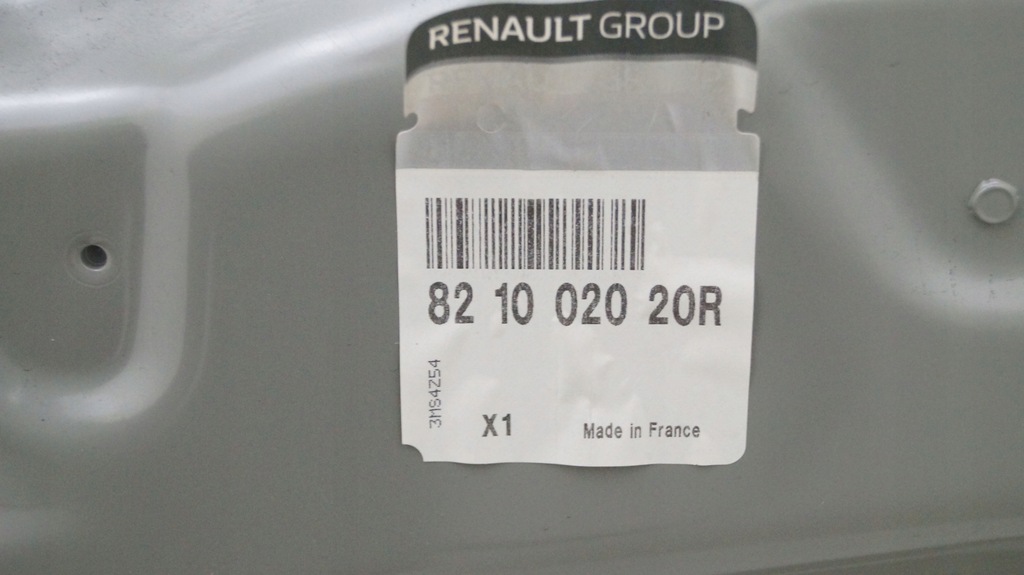 RENAULT GROUP
82 10 020 20R
3MS4Z54
X1
Made in France